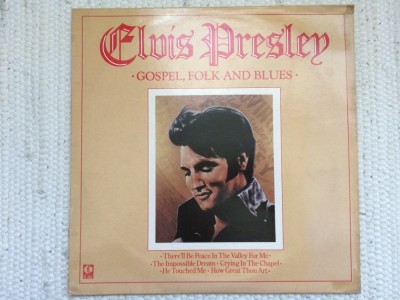 Elvis Presley
· GOSPEL, FOLK AND BLUES ·
· There'll Be Peace In The Valley For Me ·
· The Impossible Dream · Crying In The Chapel ·
· He Touched Me · How Great Thou Art ·